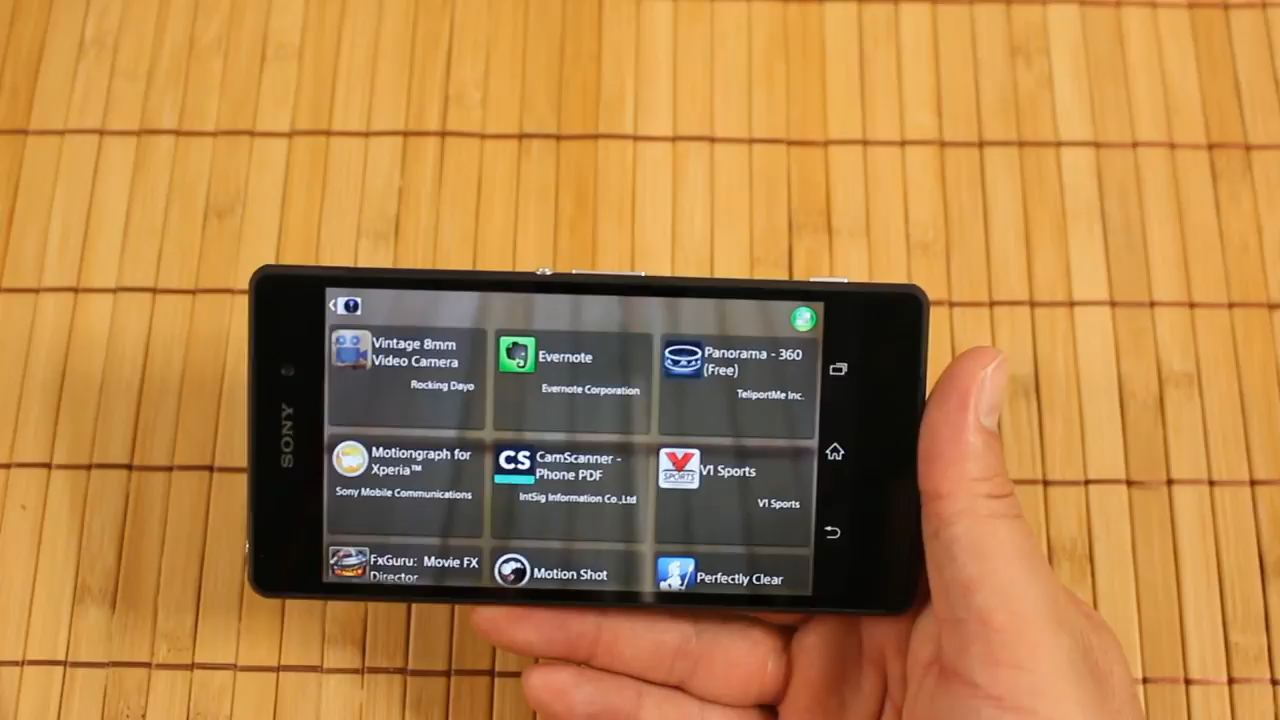 SONY
Vintage 8mm
Video Camera
Rocking Dayo
Evernote
Evernote Corporation
Panorama - 360
(Free)
TeliportMe Inc.
Motiongraph for
Xperia™
Sony Mobile Communications
CS
CamScanner -
Phone PDF
IntSig Information Co.,Ltd
V
SPORTS
V1 Sports
V1 Sports
FxGuru: Movie FX
Director
Motion Shot
Perfectly Clear